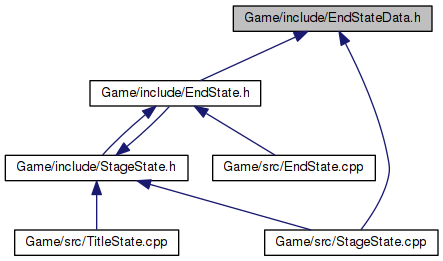 Game/include/EndStateData.h
Game/include/EndState.h
Game/include/StageState.h
Game/src/EndState.cpp
Game/src/TitleState.cpp
Game/src/StageState.cpp